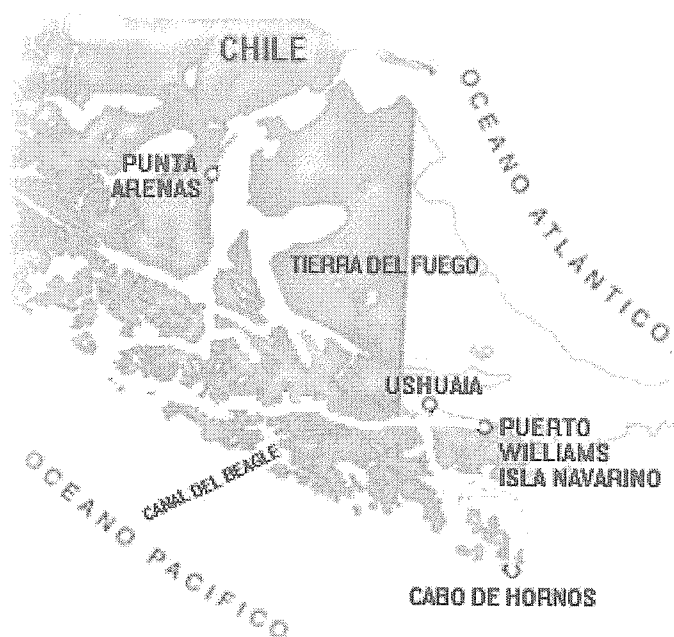 CHILE
OCEANO ATLÁNTICO
PUNTA
ARENAS
TIERRA DEL FUEGO
USHUAIA
PUERTO
WILLIAMS
ISLA NAVARINO
CANAL DEL BEAGLE
OCEANO PACIFICO
CABO DE HORNOS